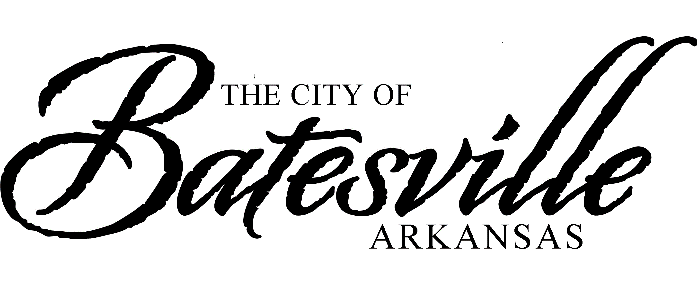 THE CITY OF
Batesville
ARKANSAS